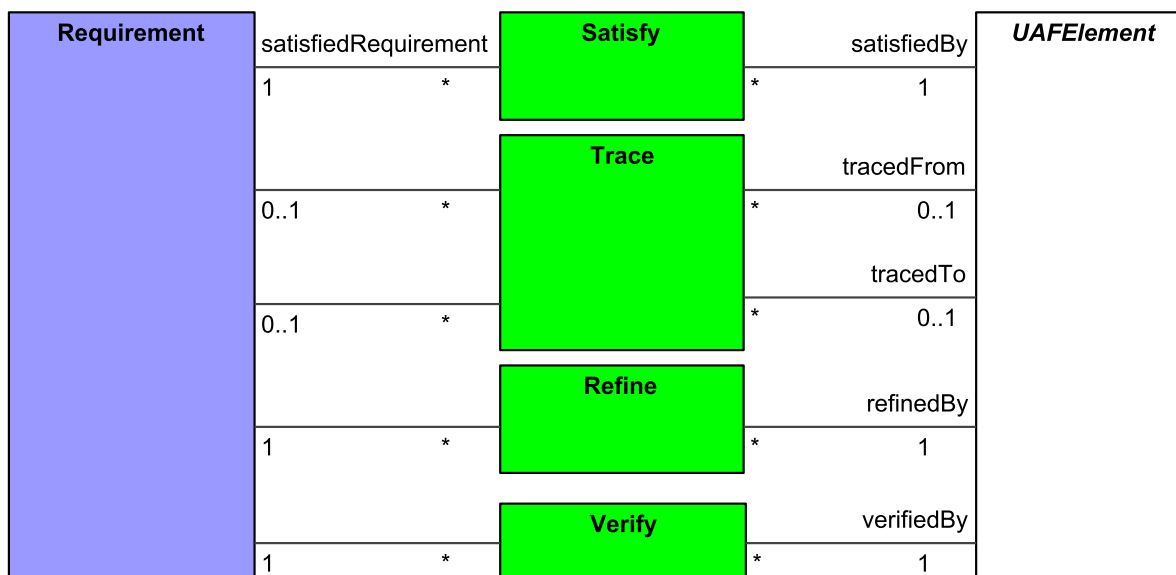 Requirement
Satisfy
UAFElement
satisfiedRequirement
satisfiedBy
1
*
*
1
Trace
tracedFrom
0..1
*
*
0..1
tracedTo
0..1
*
*
0..1
Refine
refinedBy
1
*
*
1
Verify
verifiedBy
1
*
*
1